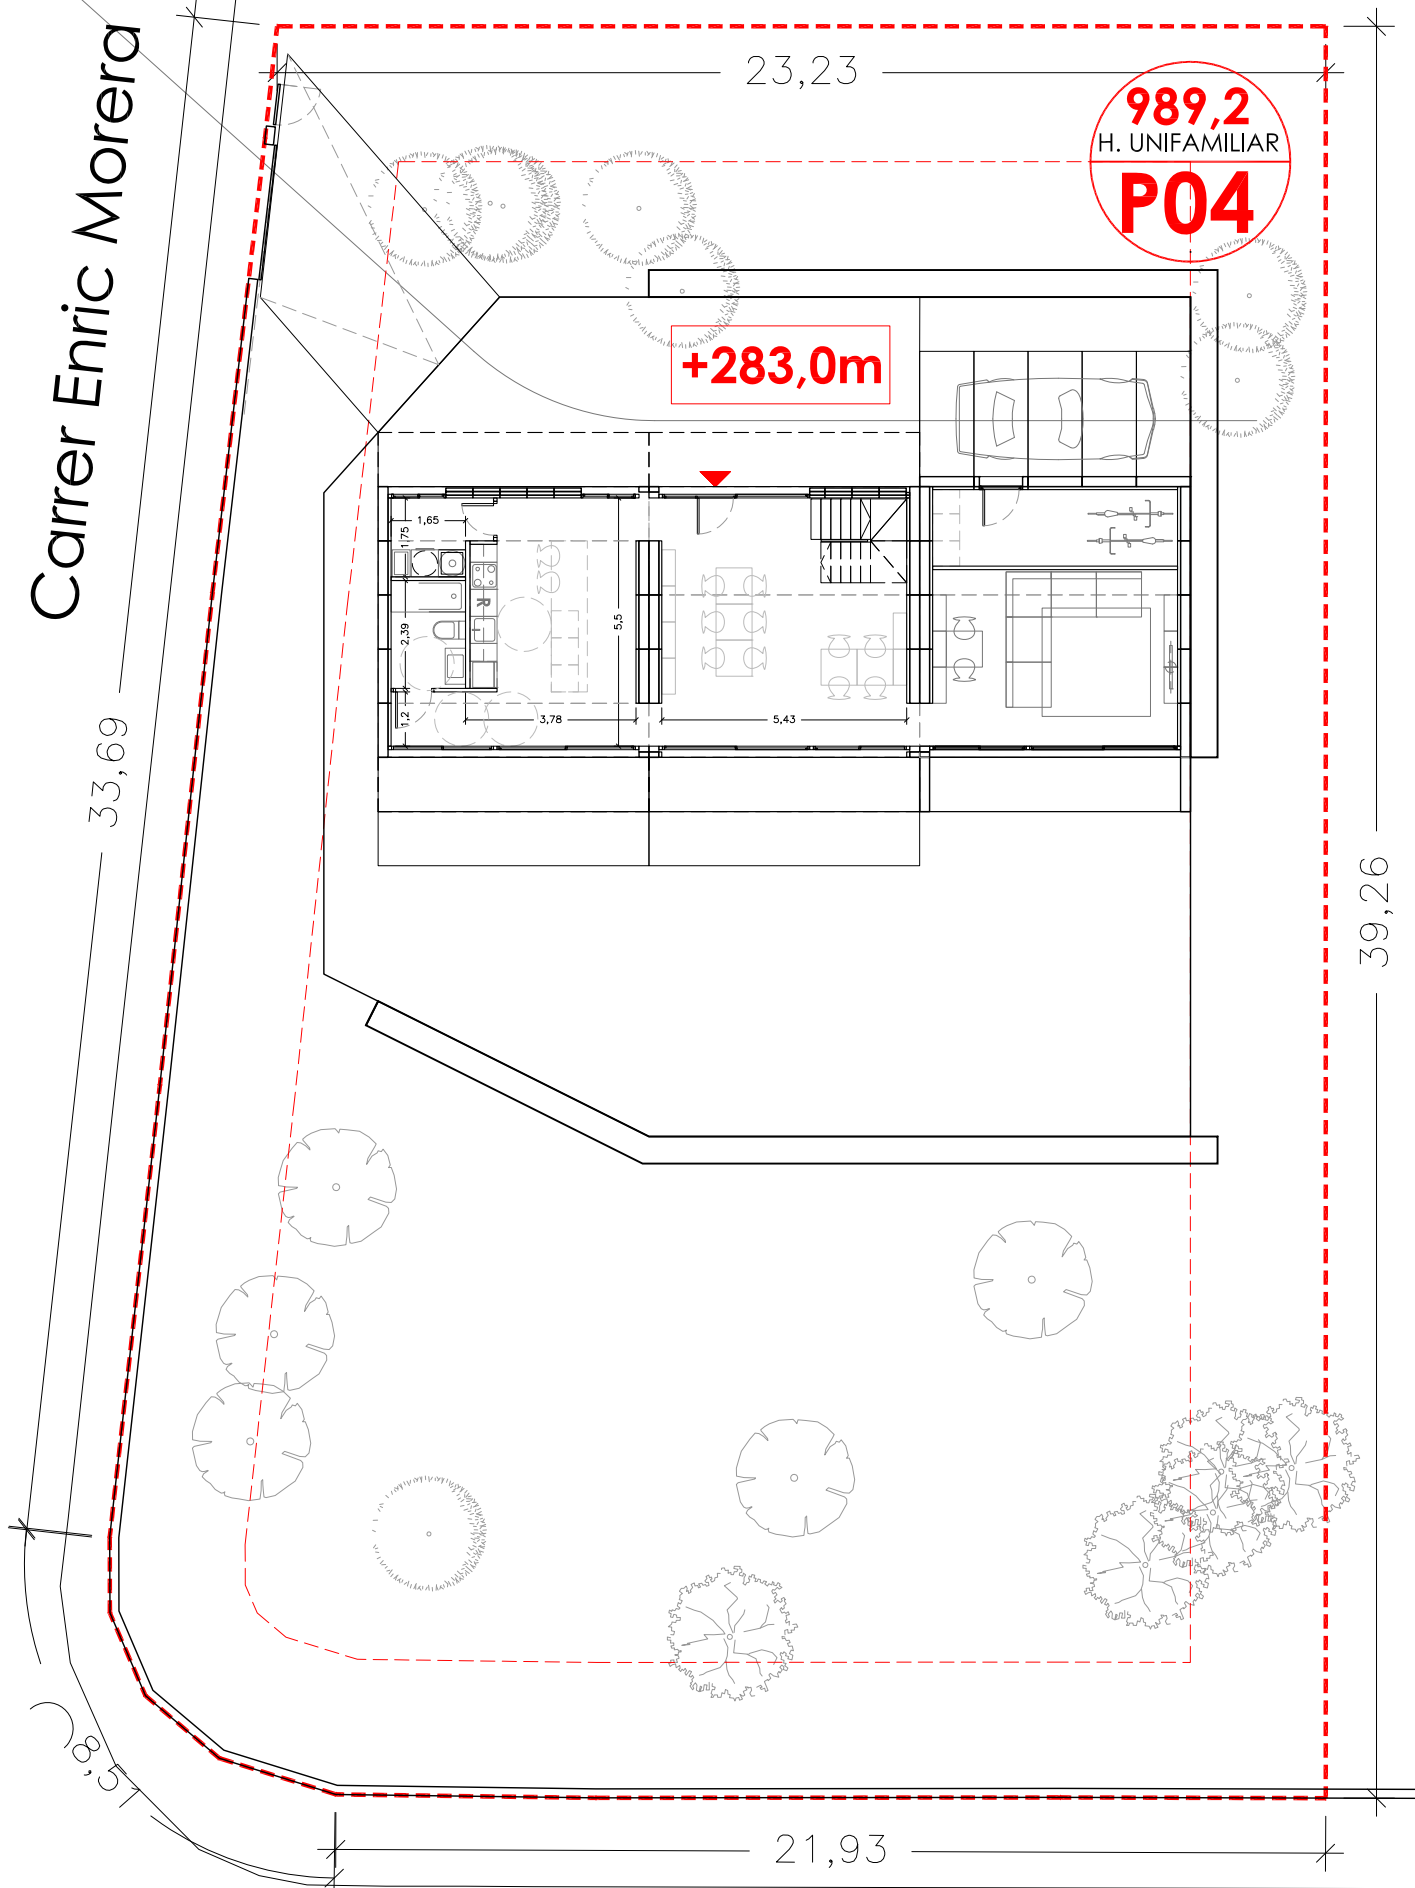 23,23
989,2
H. UNIFAMILIAR
P04
Carrer Enric Morera
+283,0m
1,65
1,75
R
2,39
5,5
1,2
3,78
5,43
33,69
39,26
8,57
21,93